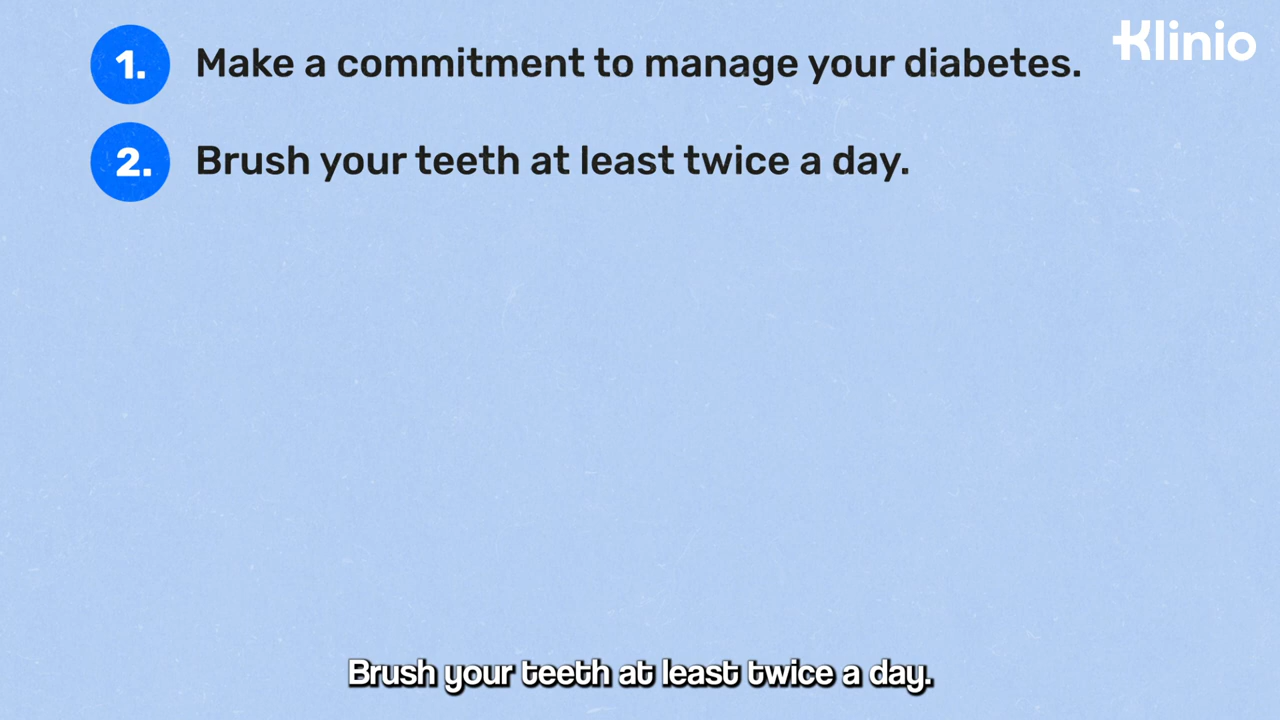 1. Make a commitment to manage your diabetes.
Klinio
2. Brush your teeth at least twice a day.
Brush your teeth at least twice a day.